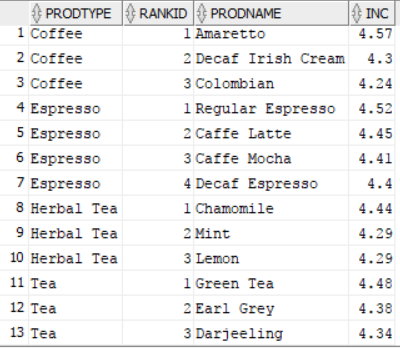 PRODTYPE RANKID PRODNAME INC
1 Coffee 1 Amaretto 4.57
2 Coffee 2 Decaf Irish Cream 4.3
3 Coffee 3 Colombian 4.24
4 Espresso 1 Regular Espresso 4.52
5 Espresso 2 Caffe Latte 4.45
6 Espresso 3 Caffe Mocha 4.41
7 Espresso 4 Decaf Espresso 4.4
8 Herbal Tea 1 Chamomile 4.44
9 Herbal Tea 2 Mint 4.29
10 Herbal Tea 3 Lemon 4.29
11 Tea 1 Green Tea 4.48
12 Tea 2 Earl Grey 4.38
13 Tea 3 Darjeeling 4.34